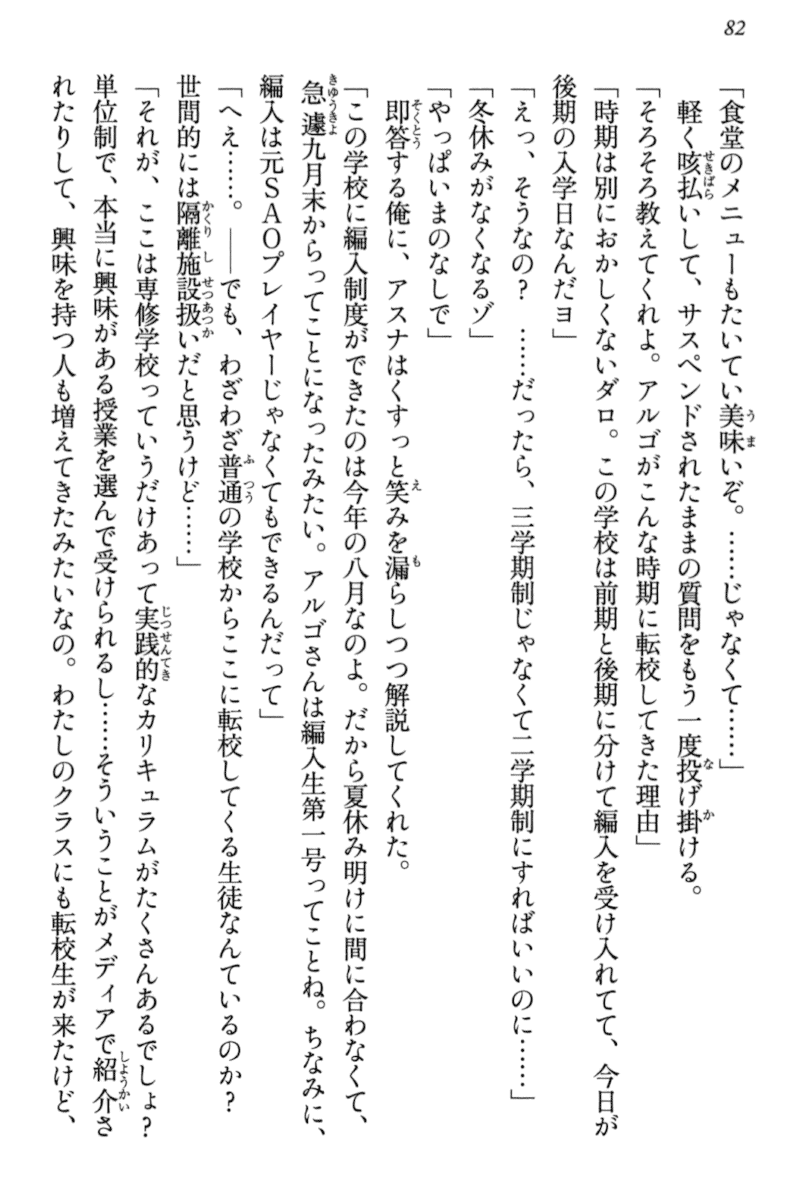 82
「食堂のメニューもたいてい美味いぞ。……じゃなくて……」
軽く咳払いして、サスペンドされたままの質問をもう一度投げ掛ける。
「そろそろ教えてくれよ。アルゴがこんな時期に転校してきた理由」
「時期は別におかしくないダロ。この学校は前期と後期に分けて編入を受け入れてて、今日が
後期の入学日なんだヨ」
「えっ、そうなの？　……だったら、三学期制じゃなくて二学期制にすればいいのに……」
「冬休みがなくなるゾ」
「やっぱいまのなしで」
即答する俺に、アスナはくすっと笑みを漏らしつつ解説してくれた。
「この学校に編入制度ができたのは今年の八月なのよ。だから夏休み明けに間に合わなくて、
急遽九月末からってことになったみたい。アルゴさんは編入生第一号ってことね。ちなみに、
編入は元ＳＡＯプレイヤーじゃなくてもできるんだって」
「へえ……。――でも、わざわざ普通の学校からここに転校してくる生徒なんているのか？
世間的には隔離施設扱いだと思うけど……」
「それが、ここは専修学校っていうだけあって実践的なカリキュラムがたくさんあるでしょ？
単位制で、本当に興味がある授業を選んで受けられるし……そういうことがメディアで紹介さ
れたりして、興味を持つ人も増えてきたみたいなの。わたしのクラスにも転校生が来たけど、